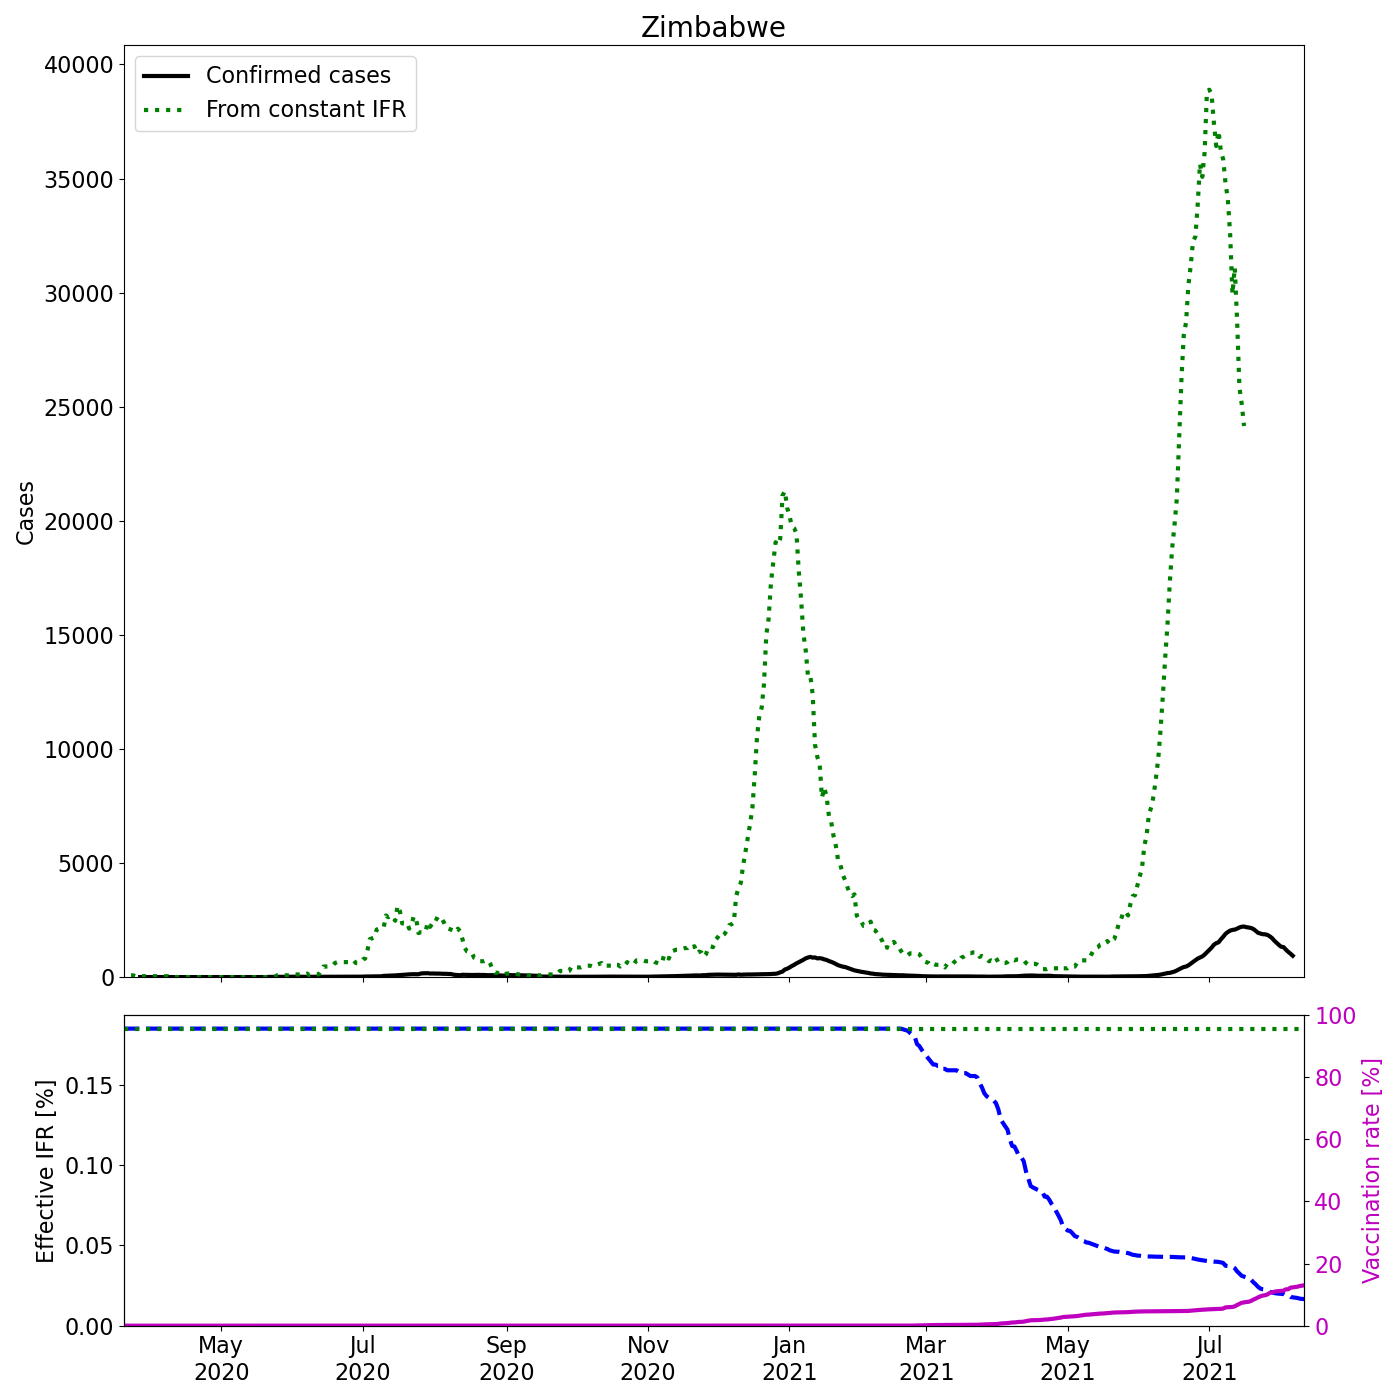 Zimbabwe
Confirmed cases
From constant IFR
Cases
40000
35000
30000
25000
20000
15000
10000
5000
0
Effective IFR [%]
0.15
0.10
0.05
0.00
Vaccination rate [%]
100
80
60
40
20
0
May Jul Sep Nov Jan Mar May Jul
2020 2020 2020 2020 2021 2021 2021 2021